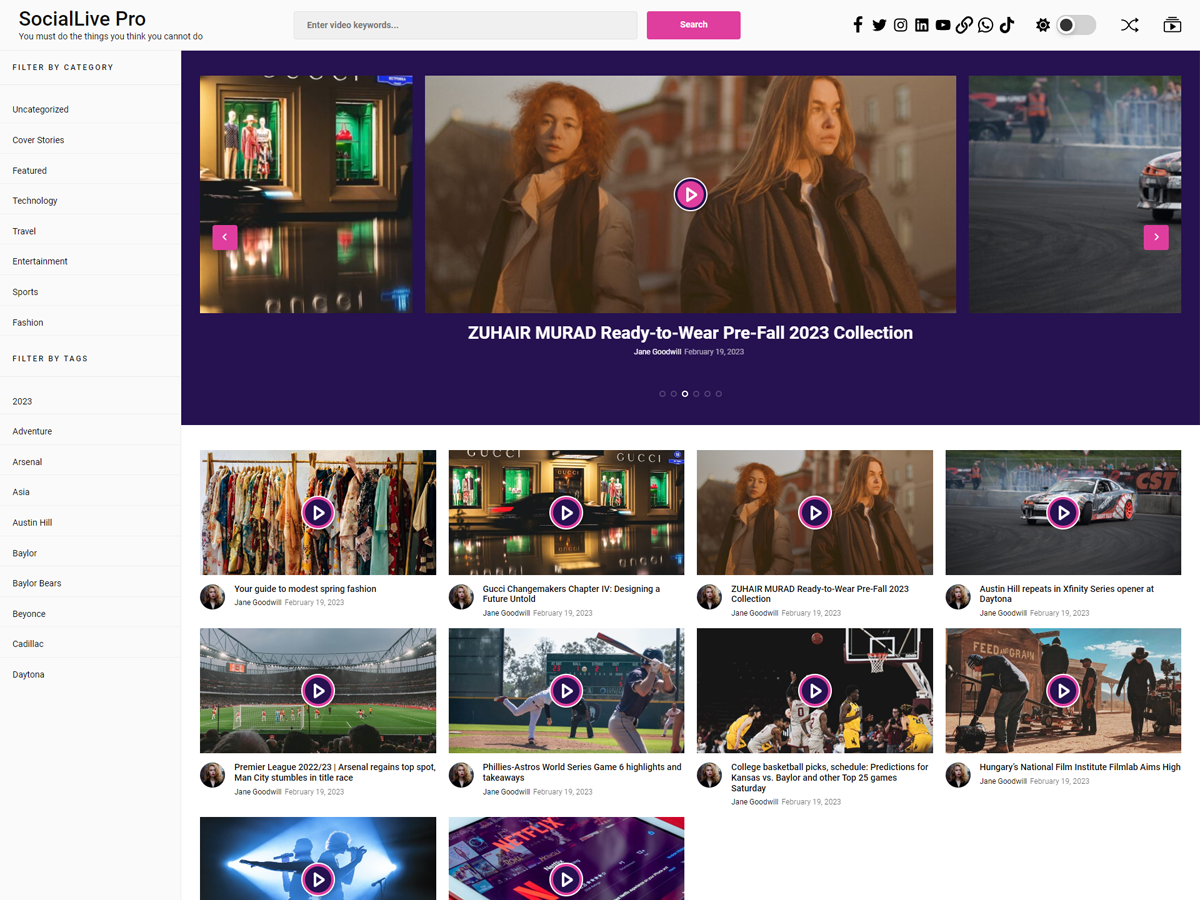 SocialLive Pro
You must do the things you think you cannot do
Enter video keywords...
Search
FILTER BY CATEGORY
Uncategorized
Cover Stories
Featured
Technology
Travel
Entertainment
Sports
Fashion
FILTER BY TAGS
2023
Adventure
Arsenal
Asia
Austin Hill
Baylor
Baylor Bears
Beyonce
Cadillac
Daytona
ZUHAIR MURAD Ready-to-Wear Pre-Fall 2023 Collection
Jane Goodwill February 19, 2023
GUCCI
GUCCI
GUCCI
CST
Your guide to modest spring fashion
Jane Goodwill February 19, 2023
Gucci Changemakers Chapter IV: Designing a
Future Untold
Jane Goodwill February 19, 2023
ZUHAIR MURAD Ready-to-Wear Pre-Fall 2023
Collection
Jane Goodwill February 19, 2023
Austin Hill repeats in Xfinity Series opener at
Daytona
Jane Goodwill February 19, 2023
FEED AND GRAIN
Premier League 2022/23 | Arsenal regains top spot,
Man City stumbles in title race
Jane Goodwill February 19, 2023
Phillies-Astros World Series Game 6 highlights and
takeaways
Jane Goodwill February 19, 2023
College basketball picks, schedule: Predictions for
Kansas vs. Baylor and other Top 25 games
Saturday
Jane Goodwill February 19, 2023
Hungary's National Film Institute Filmlab Aims High
Jane Goodwill February 19, 2023
NETFLIX
Netflix